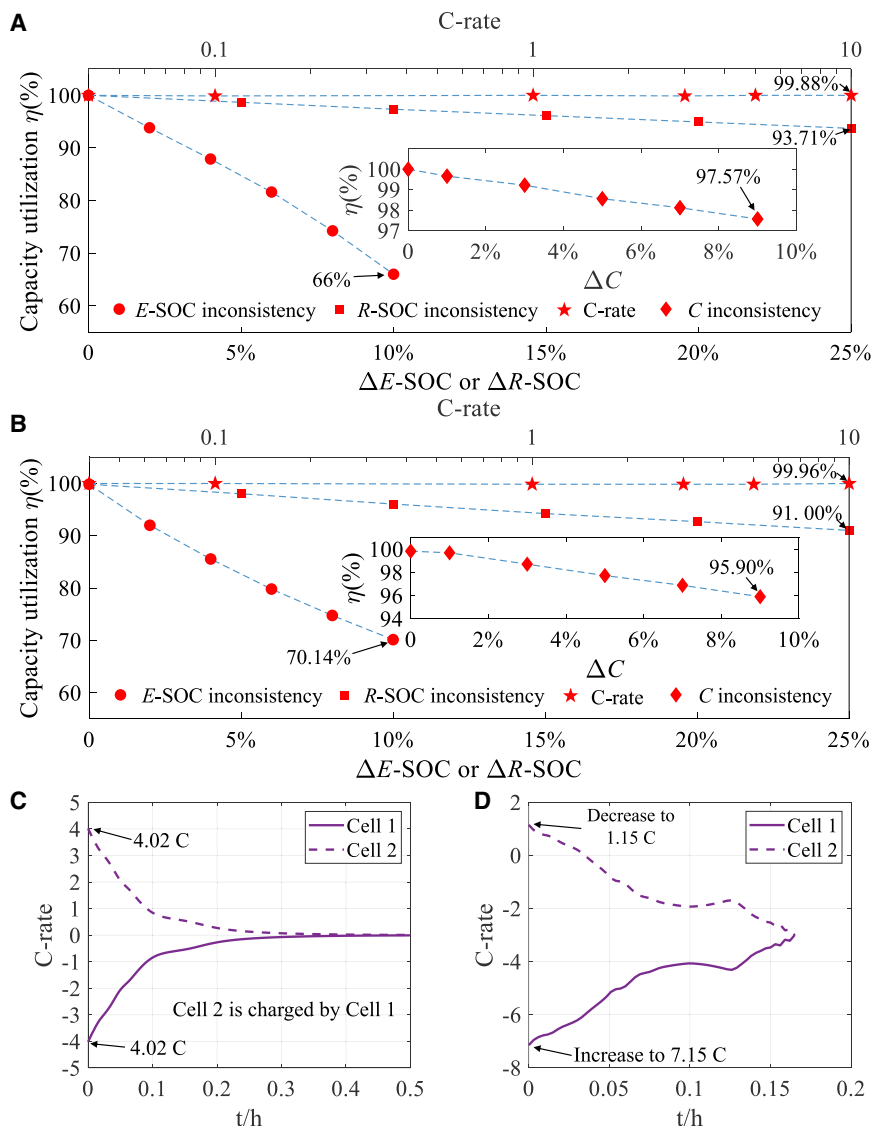 A
C-rate
0.1 1 10
Capacity utilization η(%)
100
90
80
70
60
99.88%
93.71%
66%
η(%)
100
99
98
97
97.57%
0 2% 4% 6% 8% 10%
ΔC
E-SOC inconsistency R-SOC inconsistency C-rate C inconsistency
0 5% 10% 15% 20% 25%
ΔE-SOC or ΔR-SOC
B
C-rate
0.1 1 10
Capacity utilization η(%)
100
90
80
70
60
99.96%
91. 00%
70.14%
η(%)
100
98
96
94
95.90%
0 2% 4% 6% 8% 10%
ΔC
E-SOC inconsistency R-SOC inconsistency C-rate C inconsistency
0 5% 10% 15% 20% 25%
ΔE-SOC or ΔR-SOC
C
C-rate
5
4
3
2
1
0
-1
-2
-3
-4
-5
4.02 C
Cell 1
Cell 2
Cell 2 is charged by Cell 1
4.02 C
0 0.1 0.2 0.3 0.4 0.5
t/h
D
C-rate
2
0
-2
-4
-6
-8
Decrease to
1.15 C
Cell 1
Cell 2
Increase to 7.15 C
0 0.05 0.1 0.15 0.2
t/h